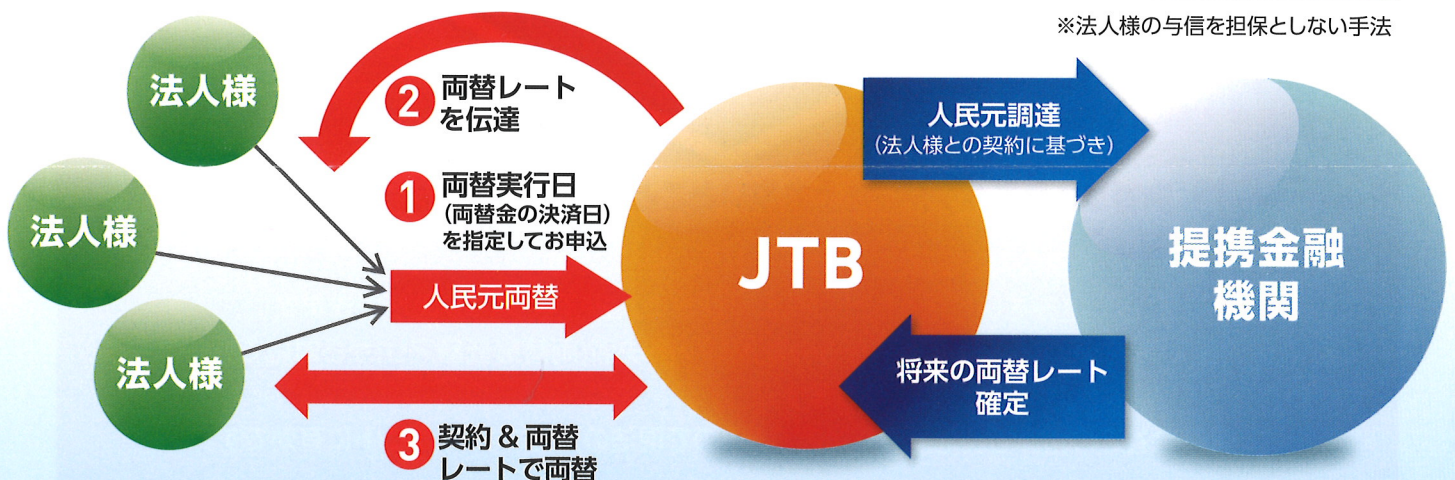 ※法人様の与信を担保としない手法
法人様
法人様
法人様
❷ 両替レート
を伝達
❶ 両替実行日
(両替金の決済日)
を指定してお申込
人民元両替
❸ 契約 & 両替
レートで両替
JTB
人民元調達
(法人様との契約に基づき)
将来の両替レート
確定
提携金融
機関